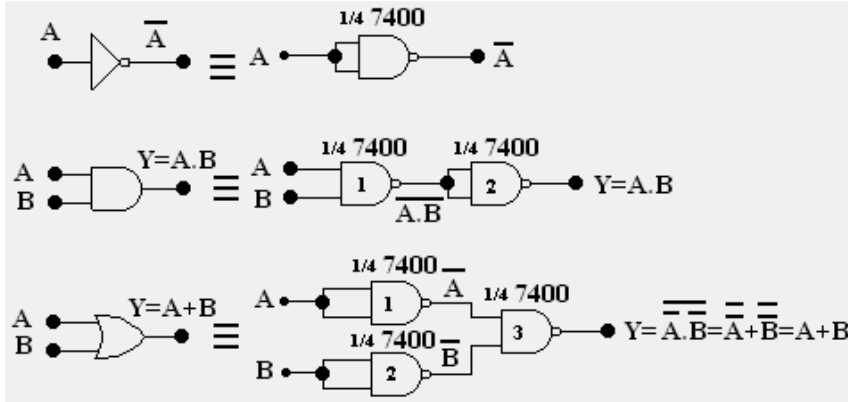 1/4 7400
A A̅ ≡ A A̅
Y=A.B 1/4 7400 1/4 7400
A ≡ A 1 2 Y=A.B
B B A̅.̅B̅
1/4 7400 A̅
Y=A+B 1/4 7400
A ≡ A 1 3 Y=A̿.̿B̿=A̿+B̿=A+B
B 1/4 7400 B̅
B 2